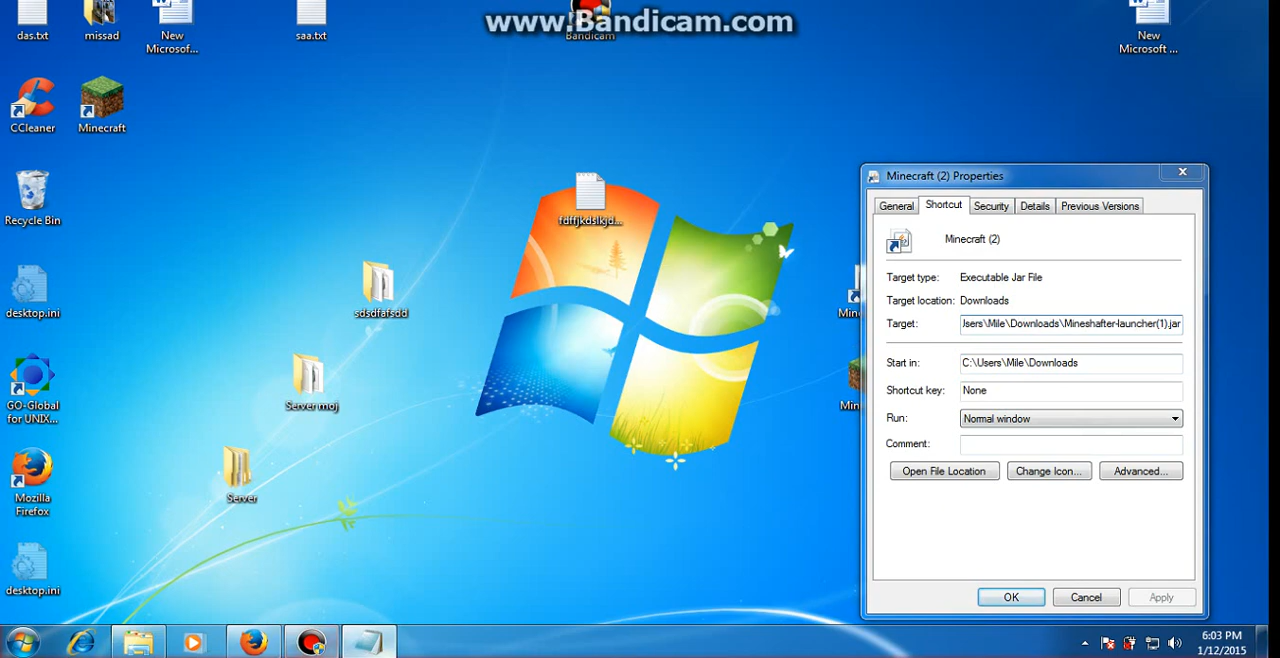 www.Bandicam.com
das.txt
missad
New
Microsof...
saa.txt
Bandicam
New
Microsoft ...
CCleaner
Minecraft
Recycle Bin
fdffjkdslkjd...
desktop.ini
sdsdfafsdd
GO-Global
for UNIX...
Server moj
Mozilla
Firefox
Server
desktop.ini
Minecraft (2) Properties
General
Shortcut
Security
Details
Previous Versions
Minecraft (2)
Target type:
Executable Jar File
Target location:
Downloads
Target:
Jsers\Mile\Downloads\Mineshafter-launcher(1).jar
Start in:
C:\Users\Mile\Downloads
Shortcut key:
None
Run:
Normal window
Comment:
Open File Location
Change Icon...
Advanced...
OK
Cancel
Apply
6:03 PM
1/12/2015